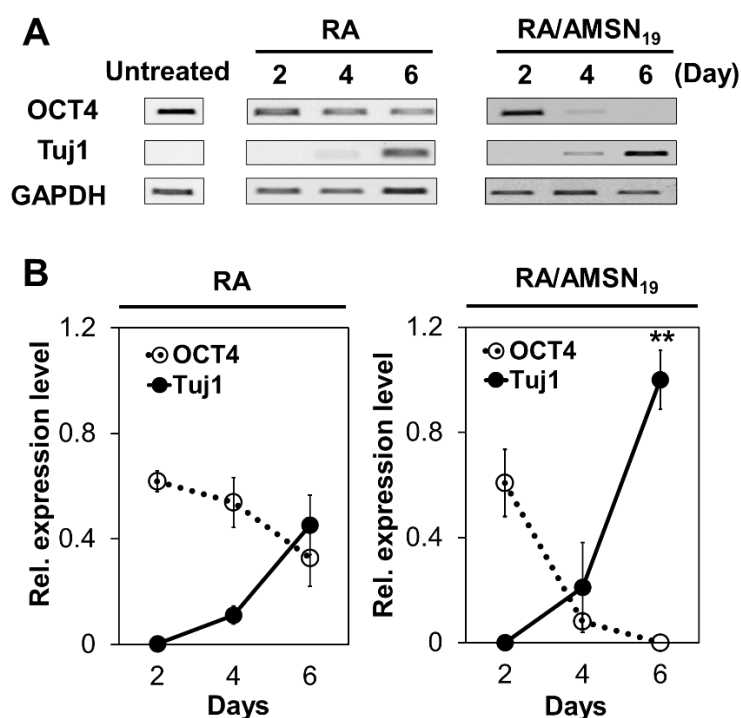 A
RA
RA/AMSN19
Untreated 2 4 6 2 4 6 (Day)
OCT4
Tuj1
GAPDH
B
RA
RA/AMSN19
Rel. expression level
1.2
0.8
0.4
0
OCT4
Tuj1
2 4 6
Days
Rel. expression level
1.2
0.8
0.4
0
OCT4
Tuj1
**
2 4 6
Days